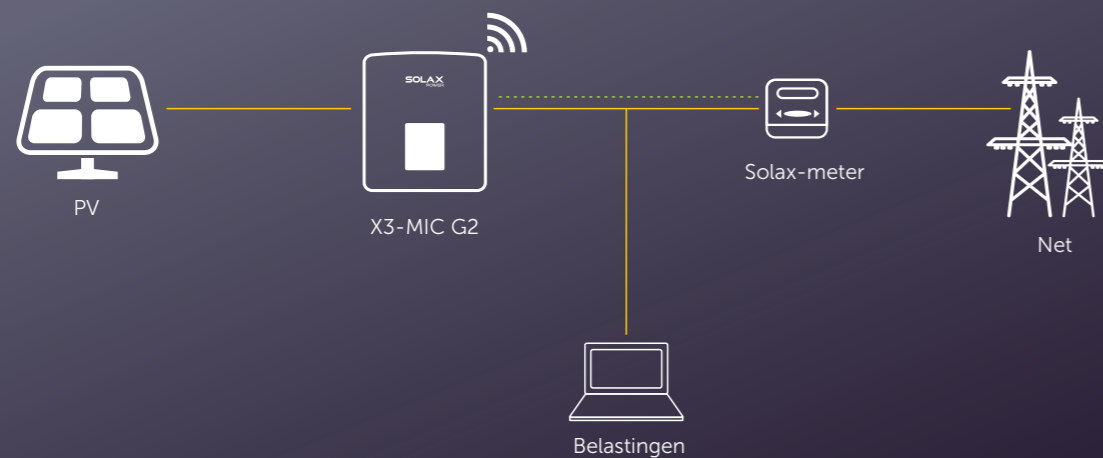 SOLAX
POWER
PV
X3-MIC G2
Solax-meter
Net
Belastingen